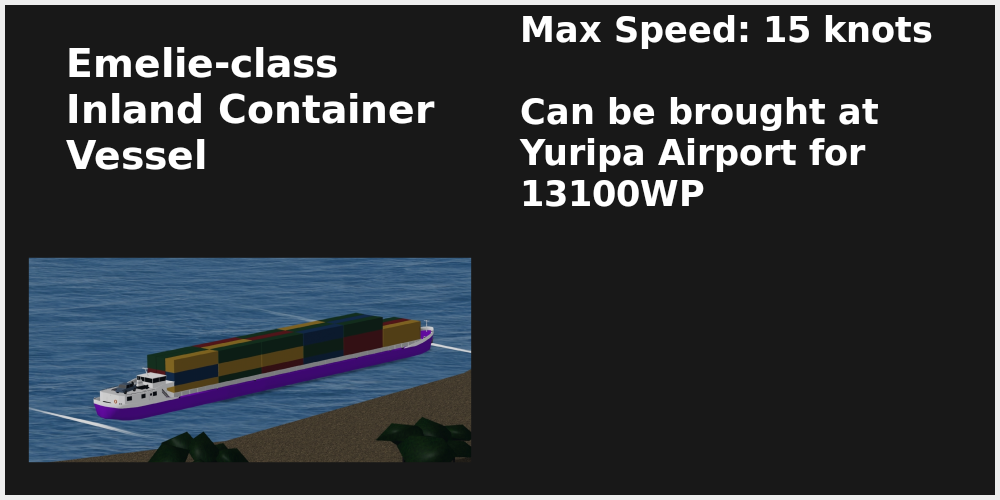 Emelie-class
Inland Container
Vessel
Max Speed: 15 knots
Can be brought at
Yuripa Airport for
13100WP